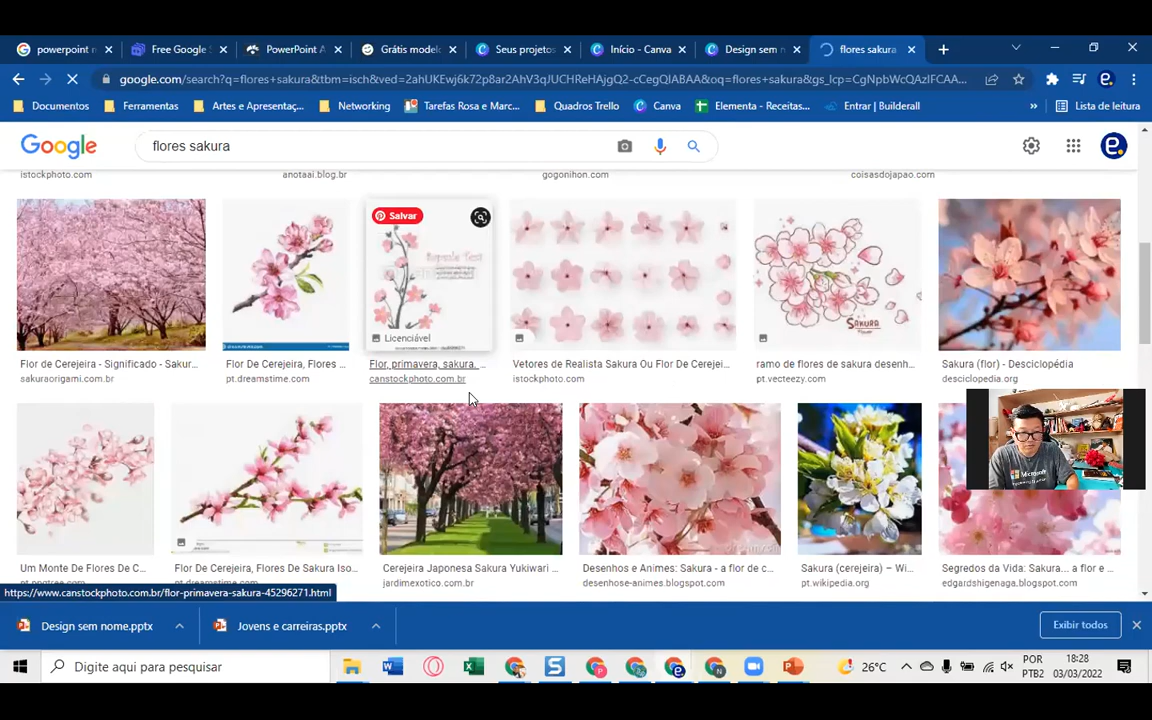 powerpoint n
Free Google S
PowerPoint A
Grátis model
Seus projetos
Início - Canva
Design sem n
flores sakura
google.com/search?q=flores+sakura&tbm=isch&ved=2ahUKEwj6k72p8ar2AhV3qJUCHReHAjgQ2-cCegQIABAA&oq=flores+sakura&gs_lcp=CgNpbWcQAzIFCAA...
Documentos
Ferramentas
Artes e Apresentaç...
Networking
Tarefas Rosa e Marc...
Quadros Trello
Canva
Elementa - Receitas...
Entrar | Builderall
»
Lista de leitura
Google
flores sakura
istockphoto.com
anotaai.blog.br
gogonihon.com
coisasdojapao.com
Salvar
Licenciável
Sakura
Flor de Cerejeira - Significado - Sakur...
sakuraorigami.com.br
Flor De Cerejeira, Flores ...
pt.dreamstime.com
Flor, primavera, sakura, ...
canstockphoto.com.br
Vetores de Realista Sakura Ou Flor De Cerejei...
istockphoto.com
ramo de flores de sakura desenh...
pt.vecteezy.com
Sakura (flor) - Desciclopédia
desciclopedia.org
Microsoft
Um Monte De Flores De C...
pt.pngtree.com
Flor De Cerejeira, Flores De Sakura Iso...
pt.dreamstime.com
Cerejeira Japonesa Sakura Yukiwari ...
jardimexotico.com.br
Desenhos e Animes: Sakura - a flor de c...
desenhose-animes.blogspot.com
Sakura (cerejeira) – Wi...
pt.wikipedia.org
Segredos da Vida: Sakura... a flor e ...
edgardshigenaga.blogspot.com
https://www.canstockphoto.com.br/flor-primavera-sakura-45296271.html
Design sem nome.pptx
Jovens e carreiras.pptx
Exibir todos
Digite aqui para pesquisar
26°C
POR
PTB2
18:28
03/03/2022